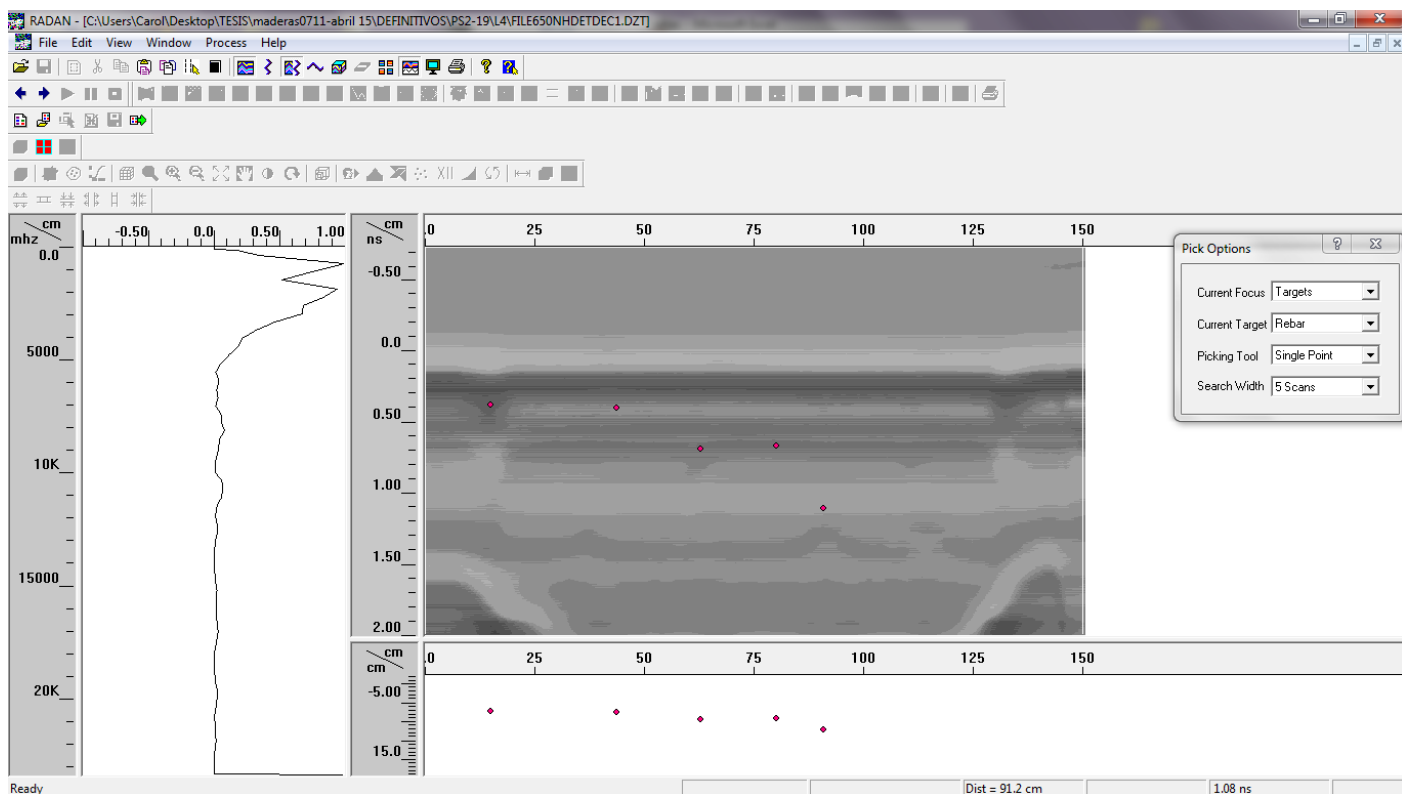 RADAN - [C:\Users\Carol\Desktop\TESIS\maderas0711-abril 15\DEFINITIVOS\PS2-19\L4\FILE650NHDETDEC1.DZT]
File Edit View Window Process Help
XII
cm
mhz
-0.50 0.0 0.50 1.00
cm
ns
.0 25 50 75 100 125 150
0.0
5000
10K
15000
20K
-0.50
0.0
0.50
1.00
1.50
2.00
Pick Options
Current Focus Targets
Current Target Rebar
Picking Tool Single Point
Search Width 5 Scans
cm
cm
.0 25 50 75 100 125 150
-5.00
15.0
Ready Dist = 91.2 cm 1.08 ns